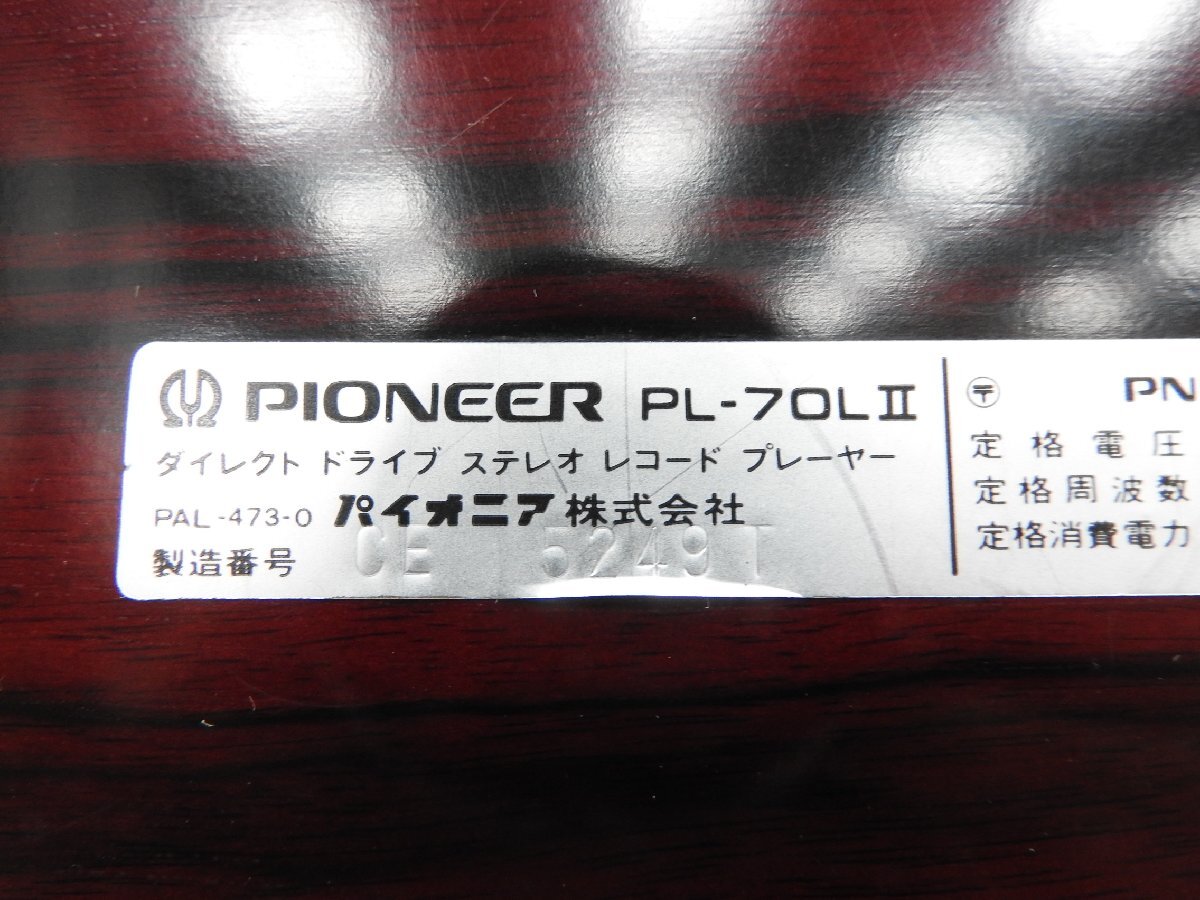 PIONEER PL-70LII
ダイレクト ドライブ ステレオ レコード プレーヤー
PAL-473-0 パイオニア株式会社
製造番号 CE 5249T
〒 PN
定格電圧
定格周波数
定格消費電力